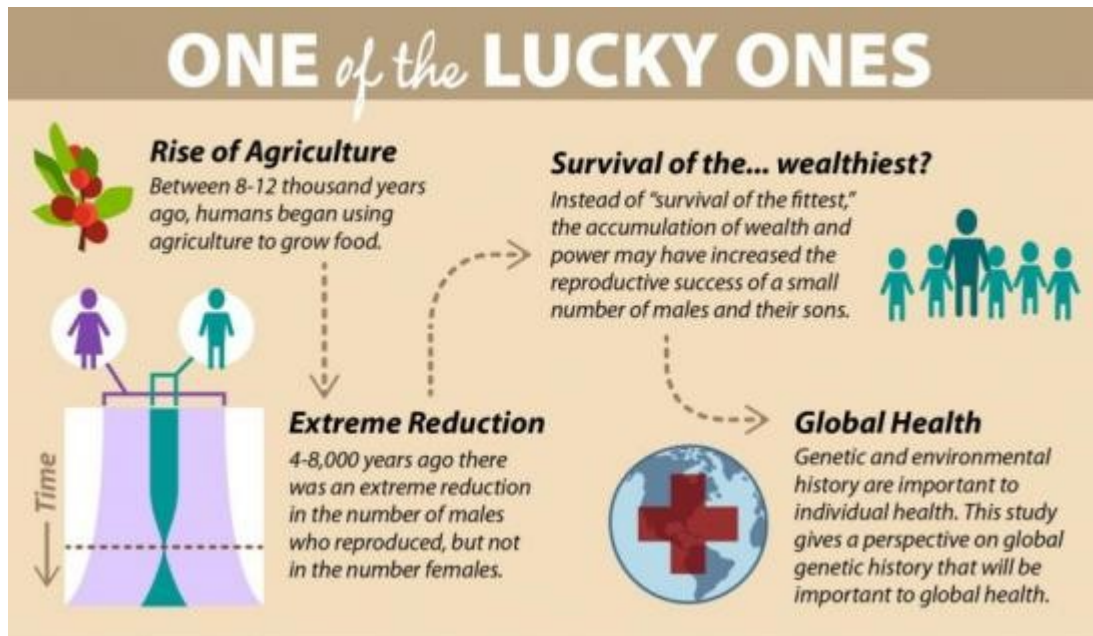 ONE of the LUCKY ONES
Rise of Agriculture
Between 8-12 thousand years
ago, humans began using
agriculture to grow food.
Extreme Reduction
4-8,000 years ago there
was an extreme reduction
in the number of males
who reproduced, but not
in the number females.
Time
Survival of the... wealthiest?
Instead of "survival of the fittest,"
the accumulation of wealth and
power may have increased the
reproductive success of a small
number of males and their sons.
Global Health
Genetic and environmental
history are important to
individual health. This study
gives a perspective on global
genetic history that will be
important to global health.